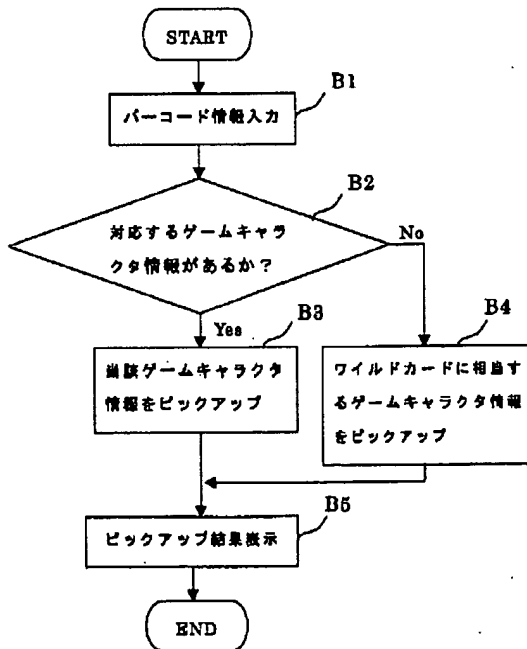 START
B1
バーコード情報入力
B2
対応するゲームキャラ
クタ情報があるか？
No
Yes
B3
当該ゲームキャラクタ
情報をピックアップ
B4
ワイルドカードに相当す
るゲームキャラクタ情報
をピックアップ
B5
ピックアップ結果表示
END